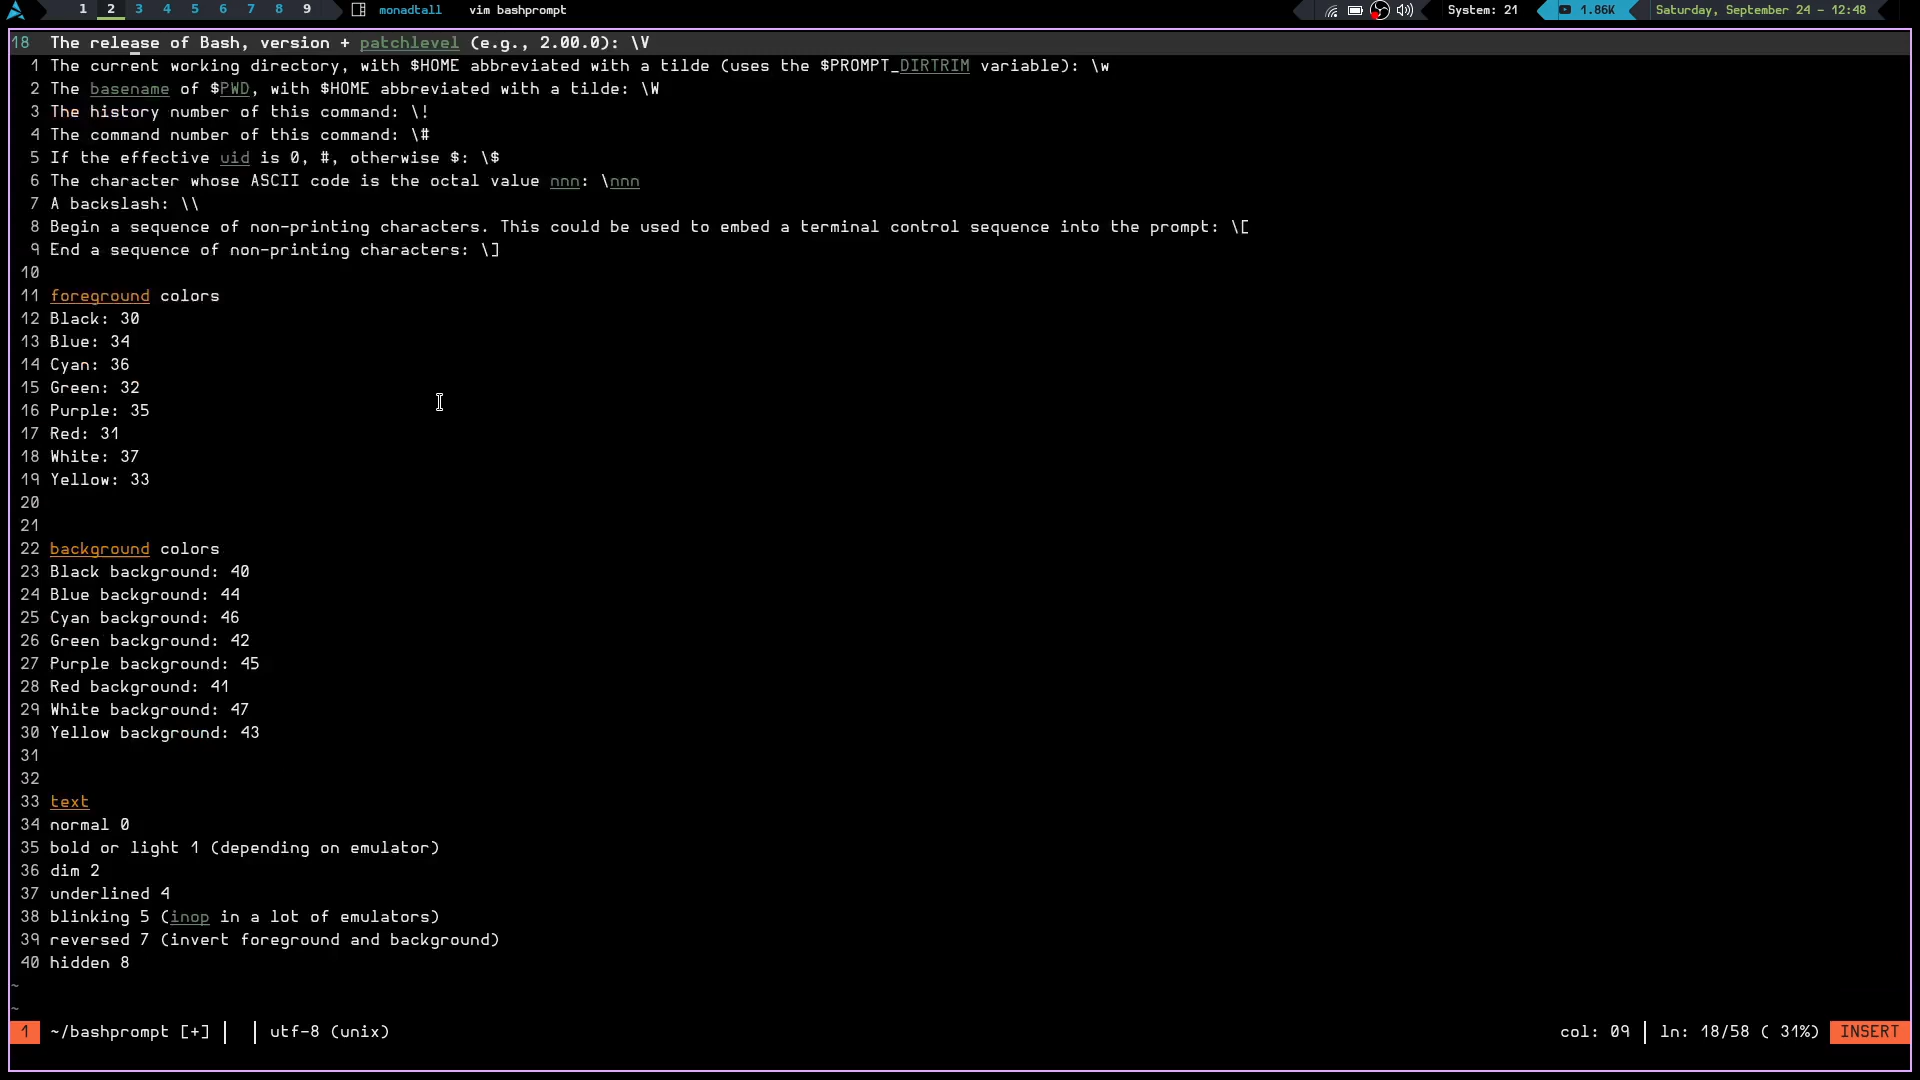 1 2 3 4 5 6 7 8 9 monadtall vim bashprompt System: 21 1.86K Saturday, September 24 - 12:48
18 The release of Bash, version + patchlevel (e.g., 2.00.0): \V
1 The current working directory, with $HOME abbreviated with a tilde (uses the $PROMPT_DIRTRIM variable): \w
2 The basename of $PWD, with $HOME abbreviated with a tilde: \W
3 The history number of this command: \!
4 The command number of this command: \#
5 If the effective uid is 0, #, otherwise $: \$
6 The character whose ASCII code is the octal value nnn: \nnn
7 A backslash: \\
8 Begin a sequence of non-printing characters. This could be used to embed a terminal control sequence into the prompt: \[
9 End a sequence of non-printing characters: \]
10
11 foreground colors
12 Black: 30
13 Blue: 34
14 Cyan: 36
15 Green: 32
16 Purple: 35
17 Red: 31
18 White: 37
19 Yellow: 33
20
21
22 background colors
23 Black background: 40
24 Blue background: 44
25 Cyan background: 46
26 Green background: 42
27 Purple background: 45
28 Red background: 41
29 White background: 47
30 Yellow background: 43
31
32
33 text
34 normal 0
35 bold or light 1 (depending on emulator)
36 dim 2
37 underlined 4
38 blinking 5 (inop in a lot of emulators)
39 reversed 7 (invert foreground and background)
40 hidden 8
~
~
1 ~/bashprompt [+] | | utf-8 (unix) col: 09 | ln: 18/58 ( 31%) INSERT